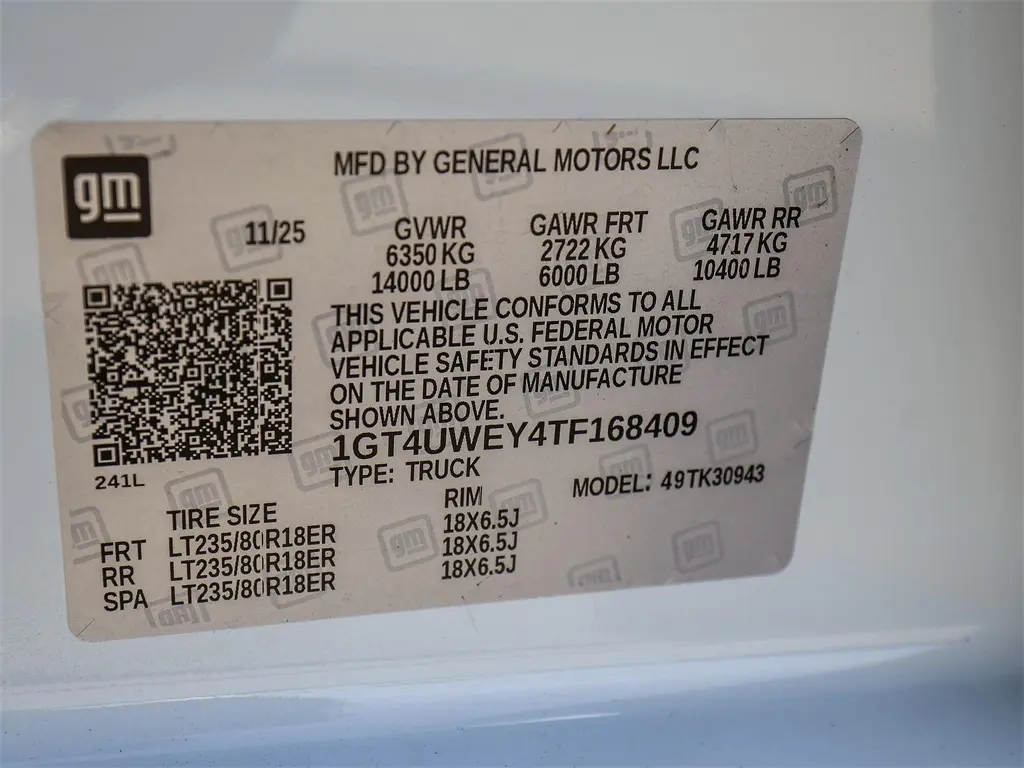 gm
MFD BY GENERAL MOTORS LLC
11/25
GVWR GAWR FRT GAWR RR
6350 KG 2722 KG 4717 KG
14000 LB 6000 LB 10400 LB
THIS VEHICLE CONFORMS TO ALL
APPLICABLE U.S. FEDERAL MOTOR
VEHICLE SAFETY STANDARDS IN EFFECT
ON THE DATE OF MANUFACTURE
SHOWN ABOVE.
1GT4UWEY4TF168409
241L
TYPE: TRUCK MODEL: 49TK30943
TIRE SIZE RIM
FRT LT235/80R18ER 18X6.5J
RR LT235/80R18ER 18X6.5J
SPA LT235/80R18ER 18X6.5J